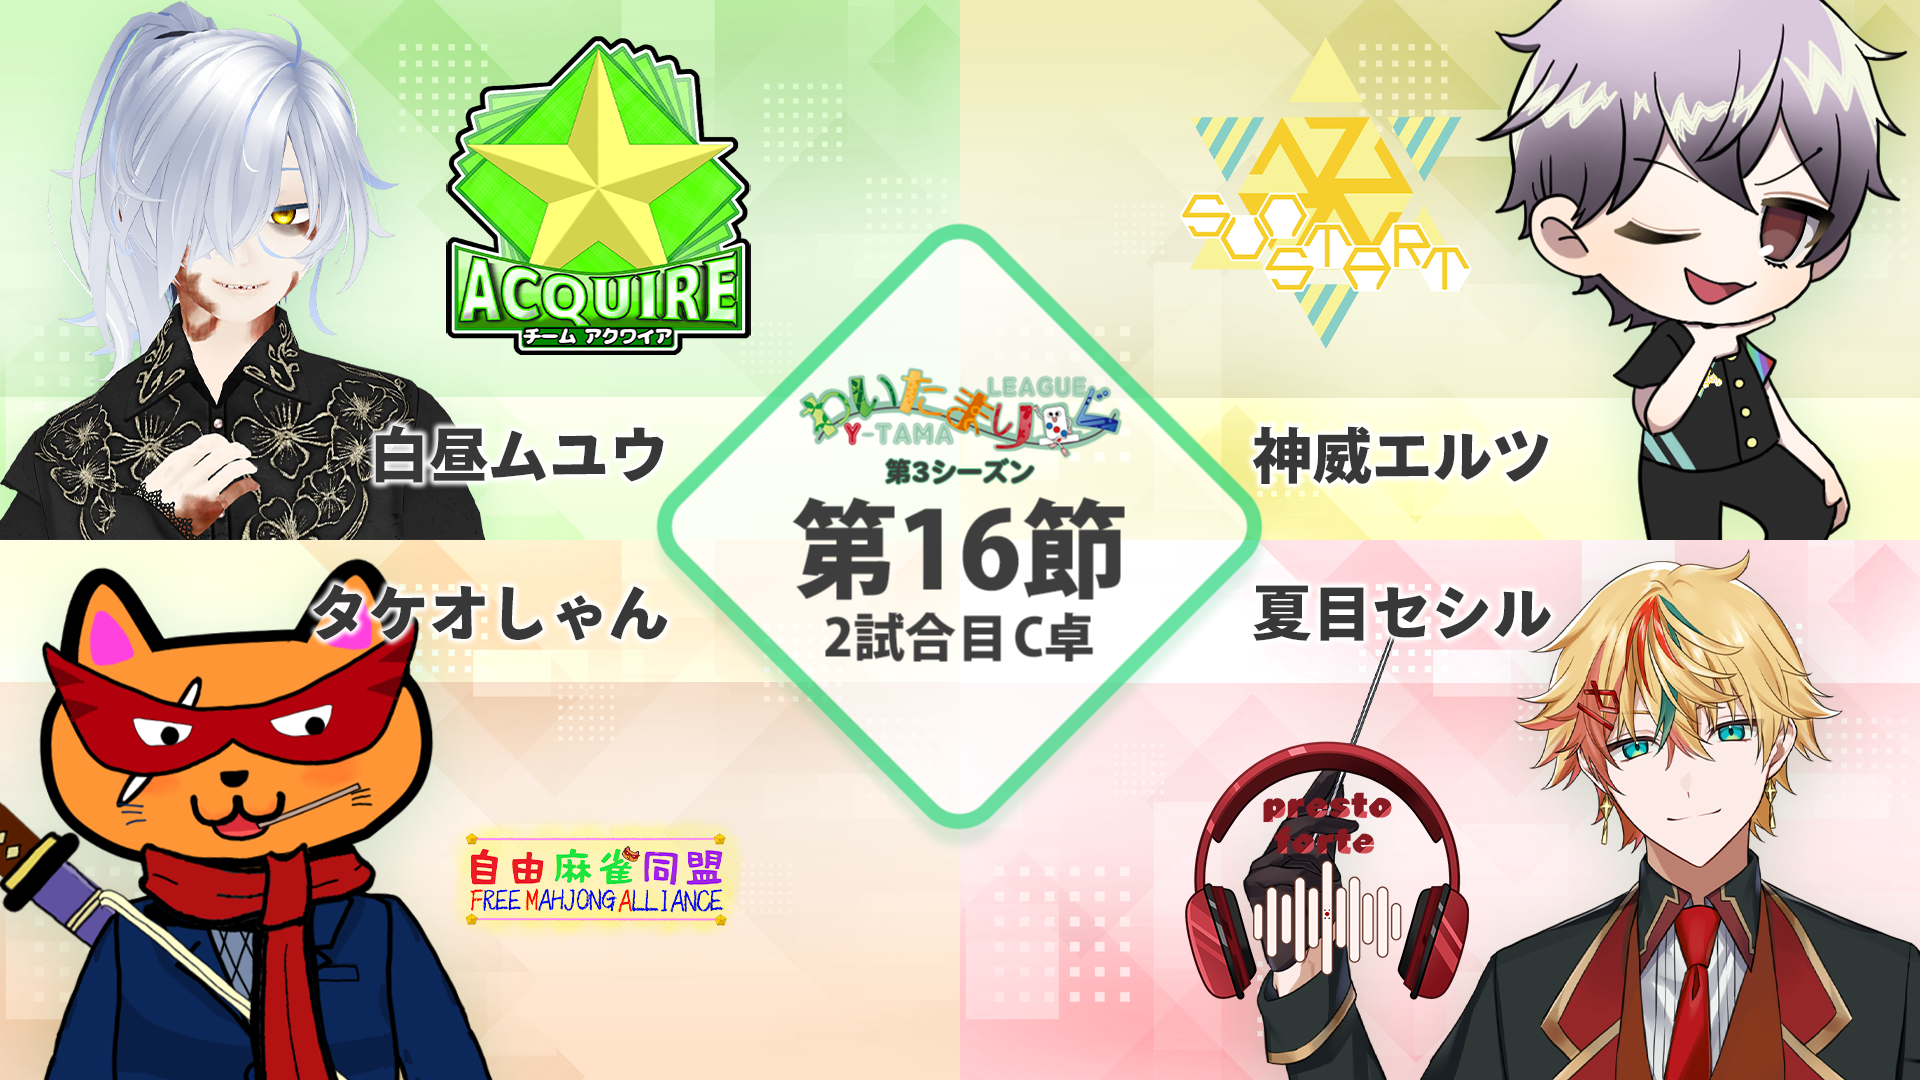 ACQUIRE
チーム アクワイア
白昼ムユウ
SUQ
START
神威エルツ
わいたまりーぐ
LEAGUE
Y-TAMA
第3シーズン
第16節
2試合目 C卓
タケオしゃん
自由麻雀同盟
FREE MAHJONG ALLIANCE
夏目セシル
presto
forte